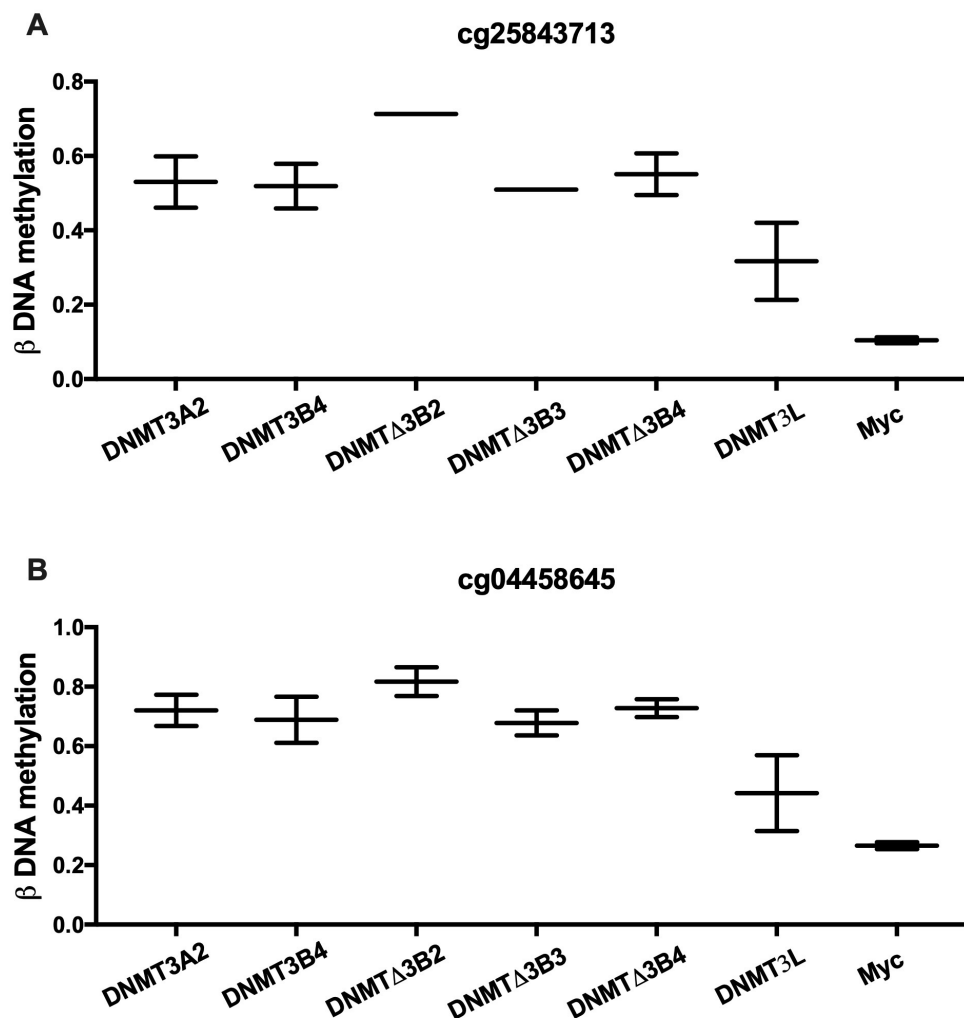 A
cg25843713
β DNA methylation
0.8
0.6
0.4
0.2
0.0
DNMT3A2
DNMT3B4
DNMTΔ3B2
DNMTΔ3B3
DNMTΔ3B4
DNMT3L
Myc
B
cg04458645
β DNA methylation
1.0
0.8
0.6
0.4
0.2
0.0
DNMT3A2
DNMT3B4
DNMTΔ3B2
DNMTΔ3B3
DNMTΔ3B4
DNMT3L
Myc